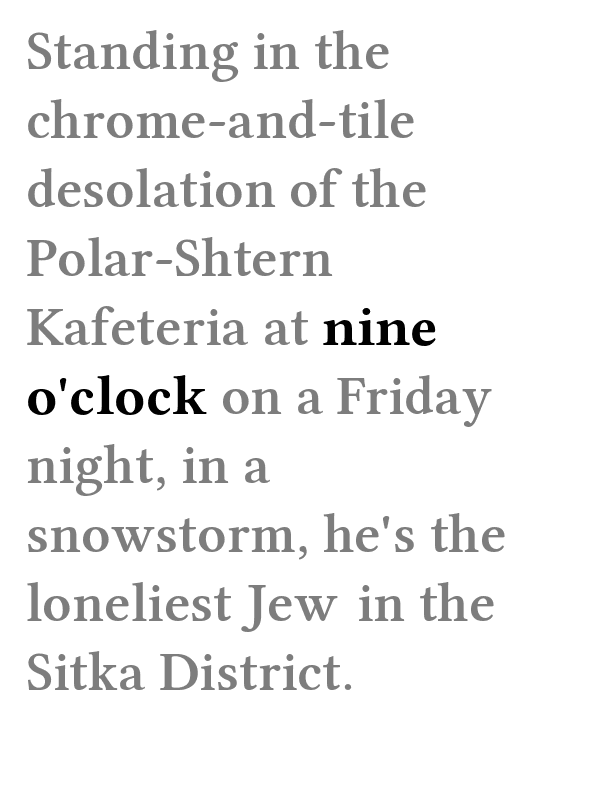 Standing in the
chrome-and-tile
desolation of the
Polar-Shtern
Kafeteria at nine
o'clock on a Friday
night, in a
snowstorm, he's the
loneliest Jew in the
Sitka District.